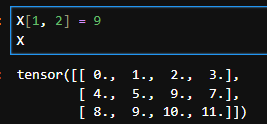 X[1, 2] = 9
X
tensor([[ 0., 1., 2., 3.],
[ 4., 5., 9., 7.],
[ 8., 9., 10., 11.]])